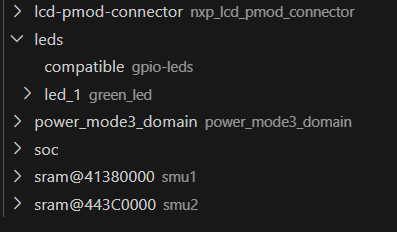 lcd-pmod-connector nxp_lcd_pmod_connector
leds
compatible gpio-leds
led_1 green_led
power_mode3_domain power_mode3_domain
soc
sram@41380000 smu1
sram@443C0000 smu2